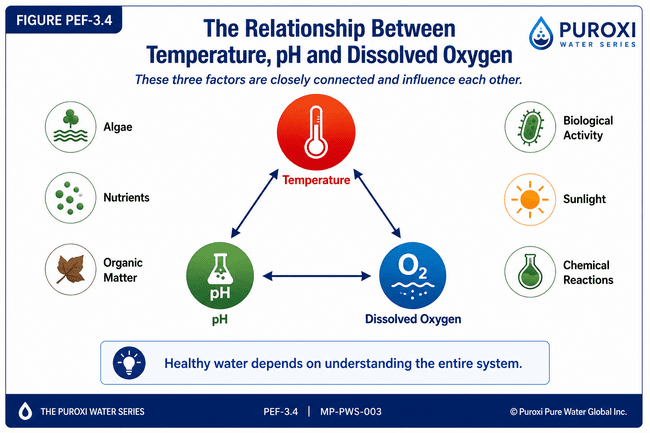 FIGURE PEF-3.4
The Relationship Between
Temperature, pH and Dissolved Oxygen
These three factors are closely connected and influence each other.
PUROXI
WATER SERIES
Algae
Nutrients
Organic
Matter
Temperature
pH
pH
O₂
Dissolved Oxygen
Biological
Activity
Sunlight
Chemical
Reactions
Healthy water depends on understanding the entire system.
THE PUROXI WATER SERIES
PEF-3.4 | MP-PWS-003
© Puroxi Pure Water Global Inc.